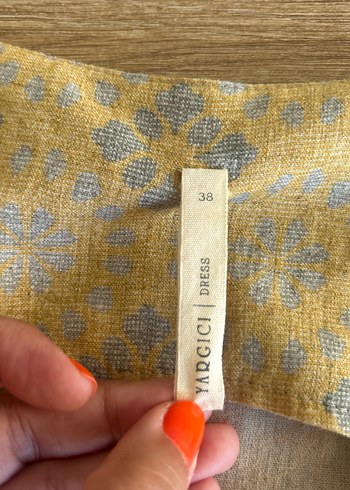 38
YARGICI | DRESS